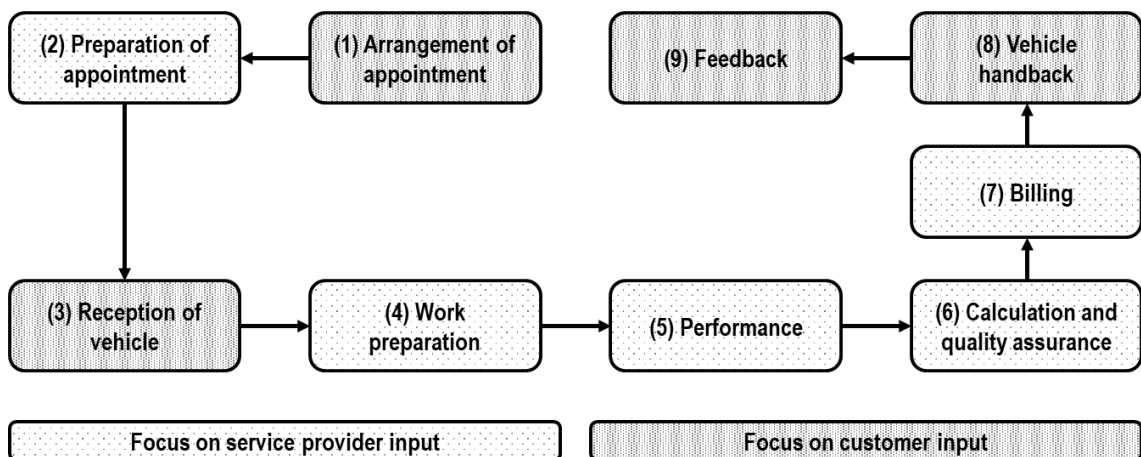 (2) Preparation of
appointment
(1) Arrangement of
appointment
(9) Feedback
(8) Vehicle
handback
(7) Billing
(3) Reception of
vehicle
(4) Work
preparation
(5) Performance
(6) Calculation and
quality assurance
Focus on service provider input
Focus on customer input